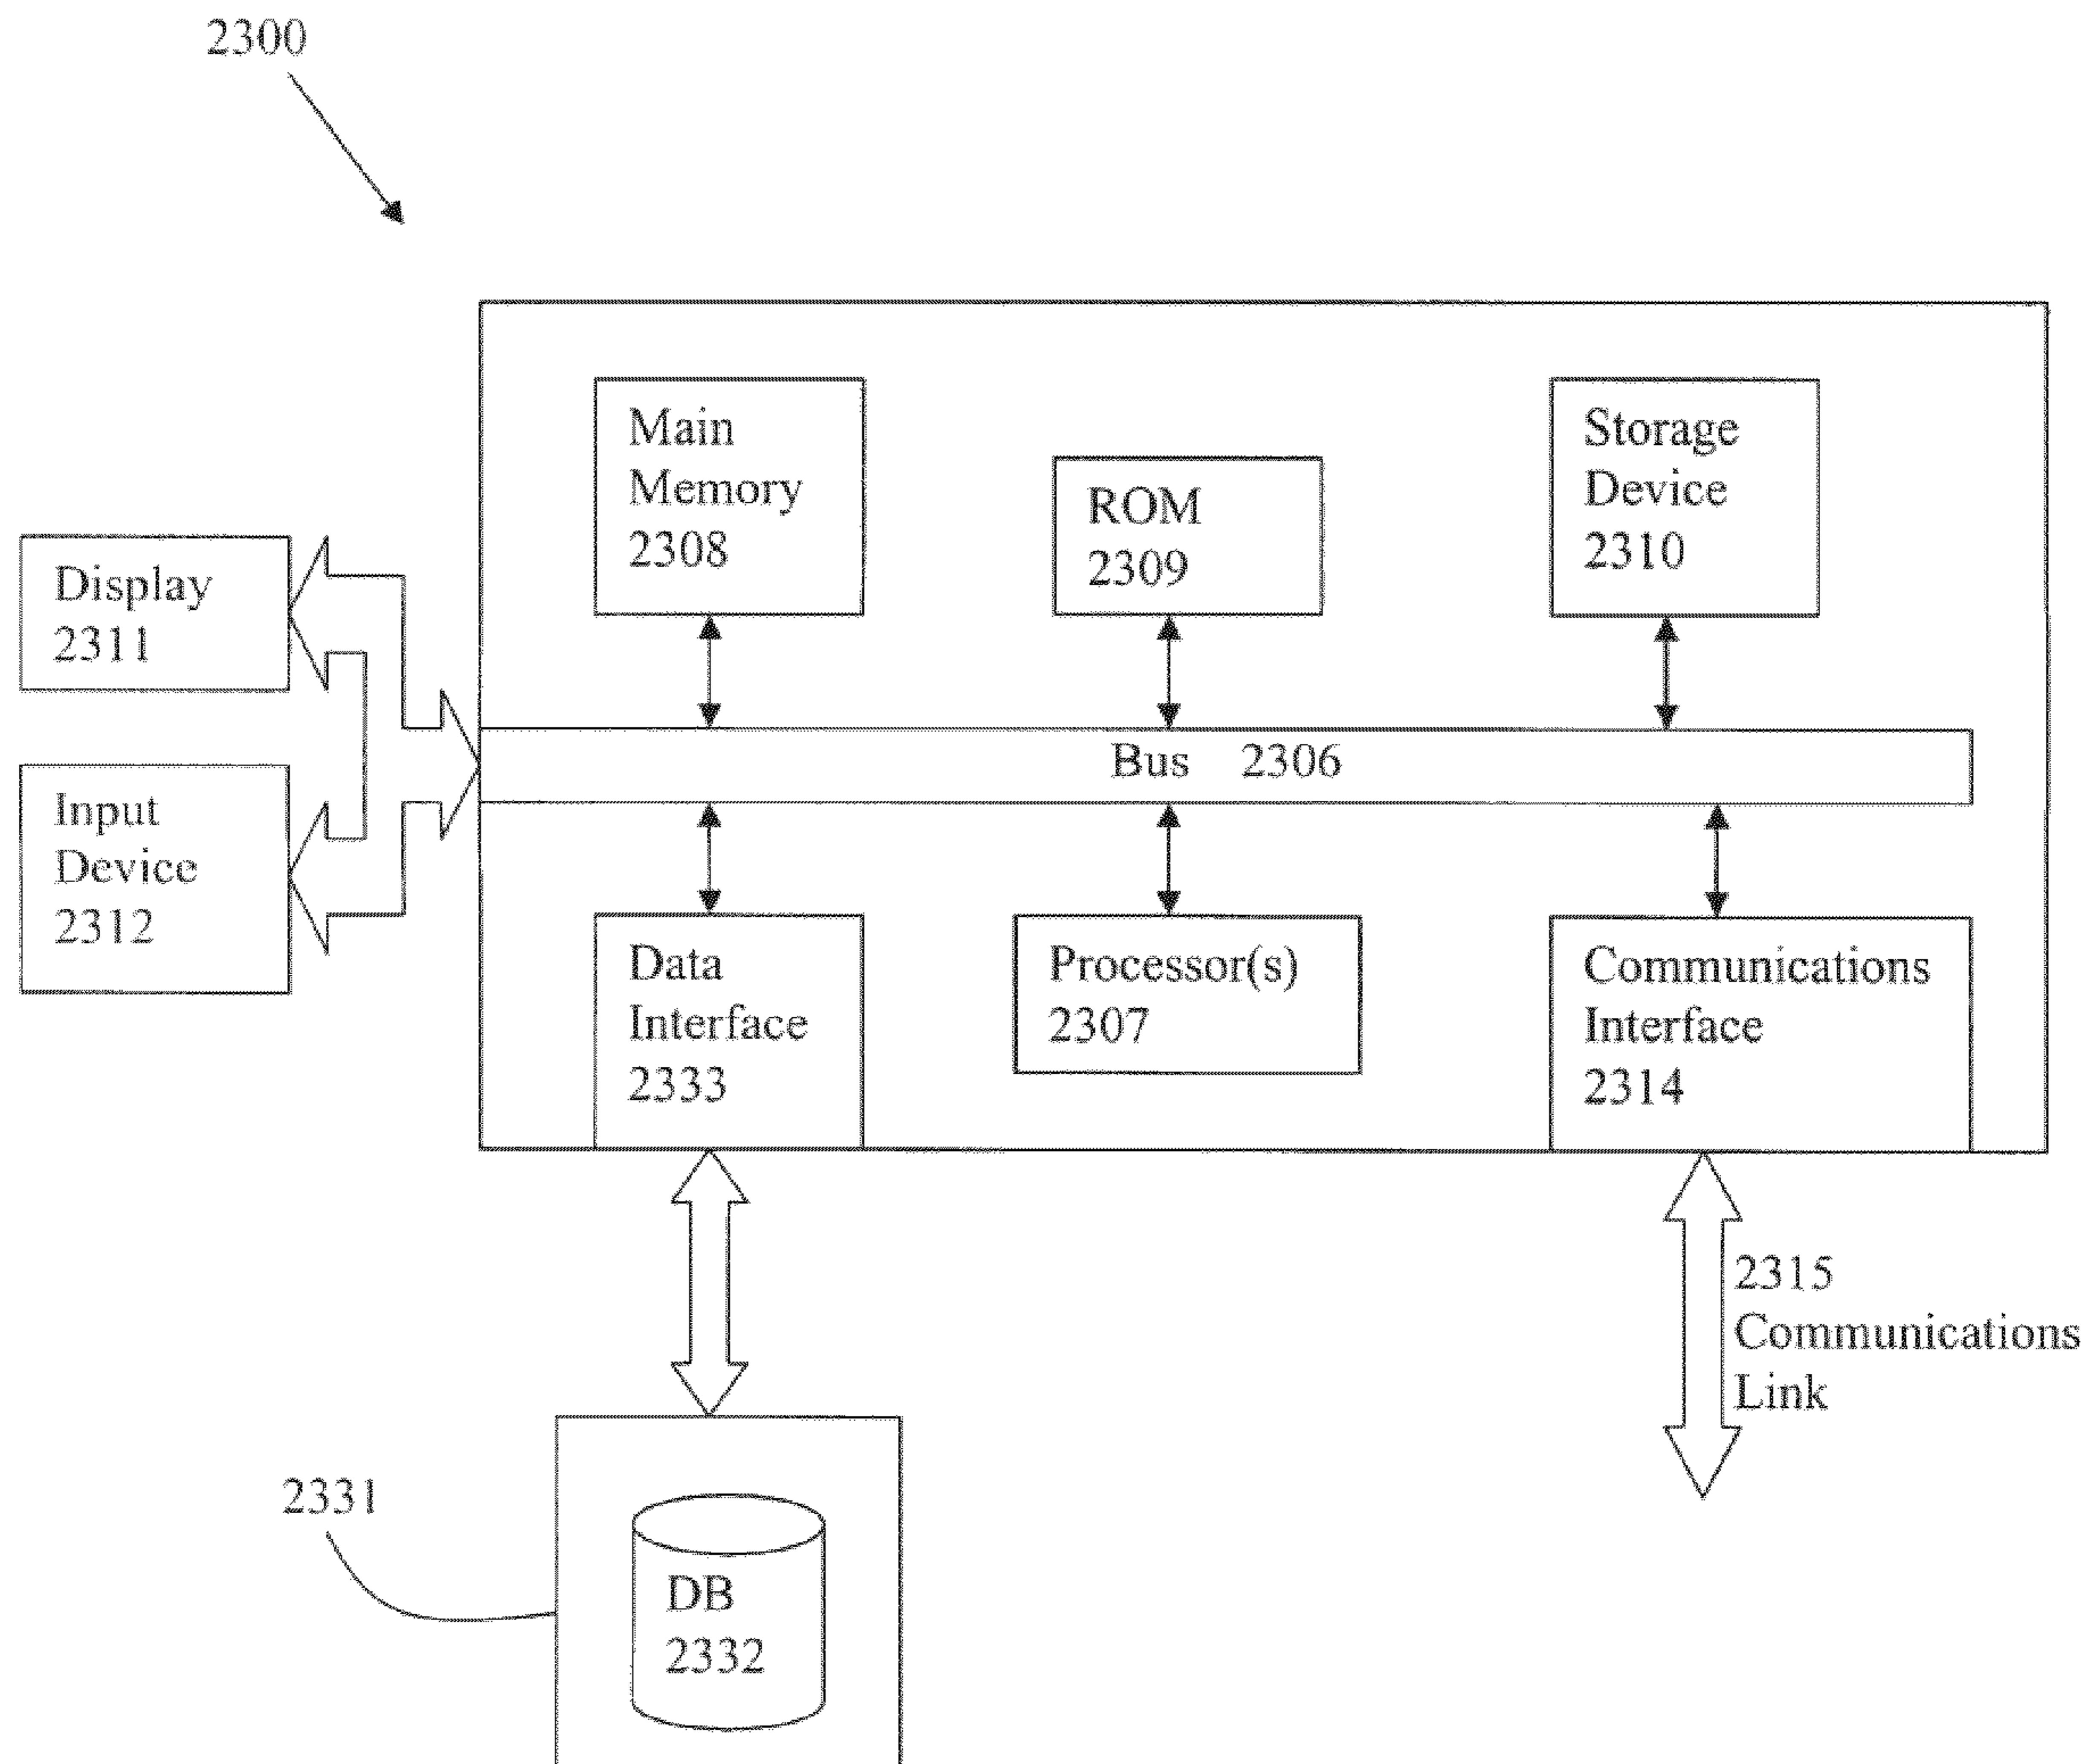 2300
Main
Memory
2308
ROM
2309
Storage
Device
2310
Display
2311
Bus 2306
Input
Device
2312
Data
Interface
2333
Processor(s)
2307
Communications
Interface
2314
2315
Communications
Link
2331
DB
2332